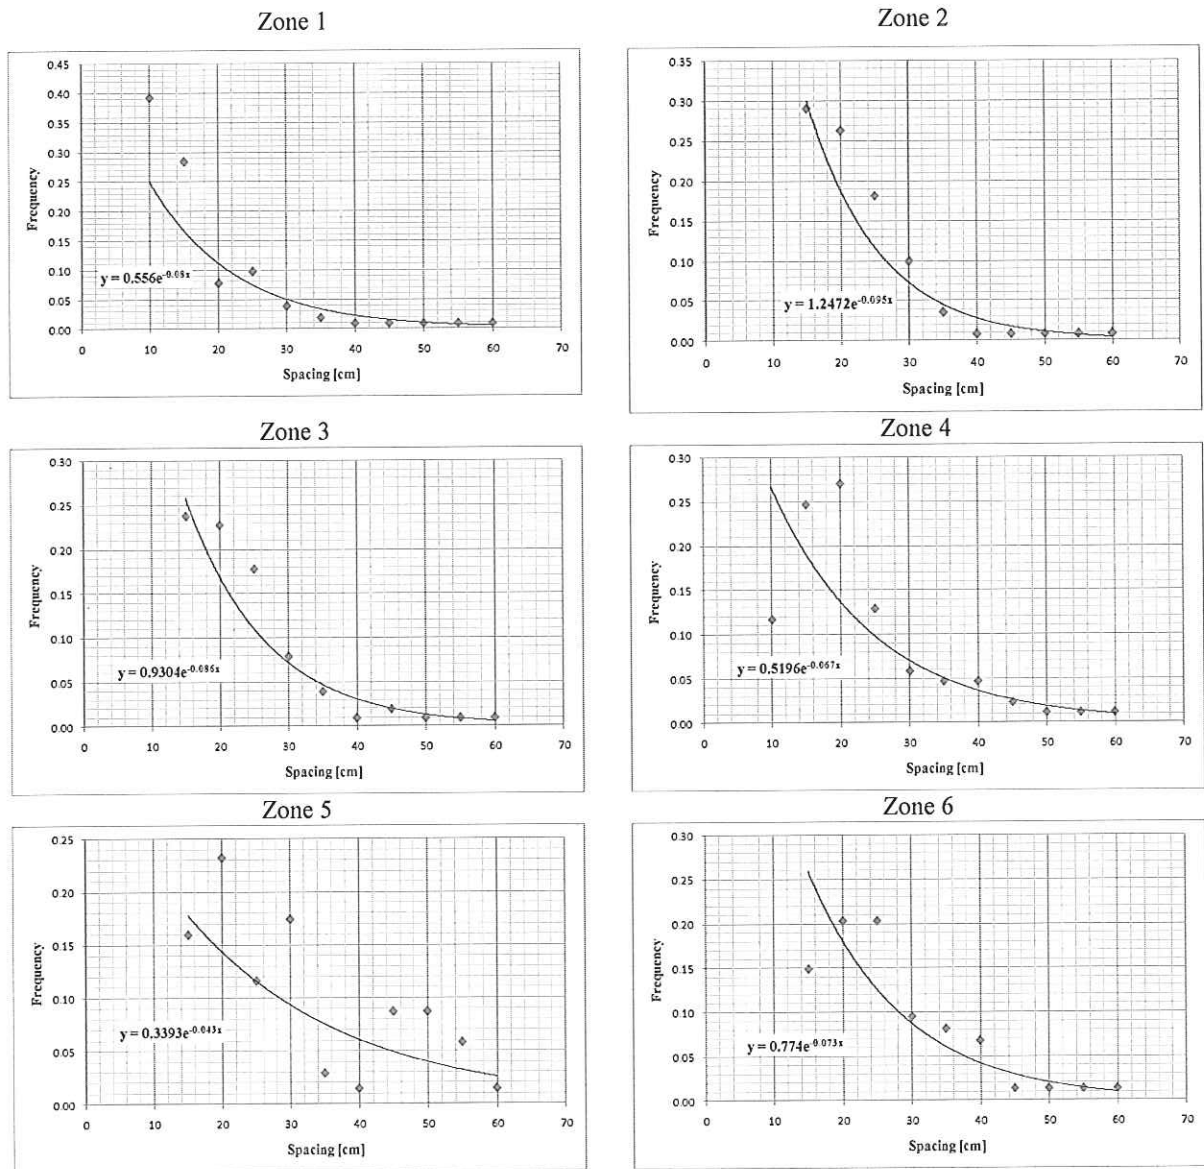 Zone 1
0.45
0.40
0.35
0.30
0.25
0.20
0.15
0.10
0.05
0.00
Frequency
y = 0.556e^-0.08x
0 10 20 30 40 50 60 70
Spacing [cm]
Zone 2
0.35
0.30
0.25
0.20
0.15
0.10
0.05
0.00
Frequency
y = 1.2472e^-0.095x
0 10 20 30 40 50 60 70
Spacing [cm]
Zone 3
0.30
0.25
0.20
0.15
0.10
0.05
0.00
Frequency
y = 0.9304e^-0.086x
0 10 20 30 40 50 60 70
Spacing [cm]
Zone 4
0.30
0.25
0.20
0.15
0.10
0.05
0.00
Frequency
y = 0.5196e^-0.067x
0 10 20 30 40 50 60 70
Spacing [cm]
Zone 5
0.25
0.20
0.15
0.10
0.05
0.00
Frequency
y = 0.3393e^-0.043x
0 10 20 30 40 50 60 70
Spacing [cm]
Zone 6
0.30
0.25
0.20
0.15
0.10
0.05
0.00
Frequency
y = 0.774e^-0.073x
0 10 20 30 40 50 60 70
Spacing [cm]